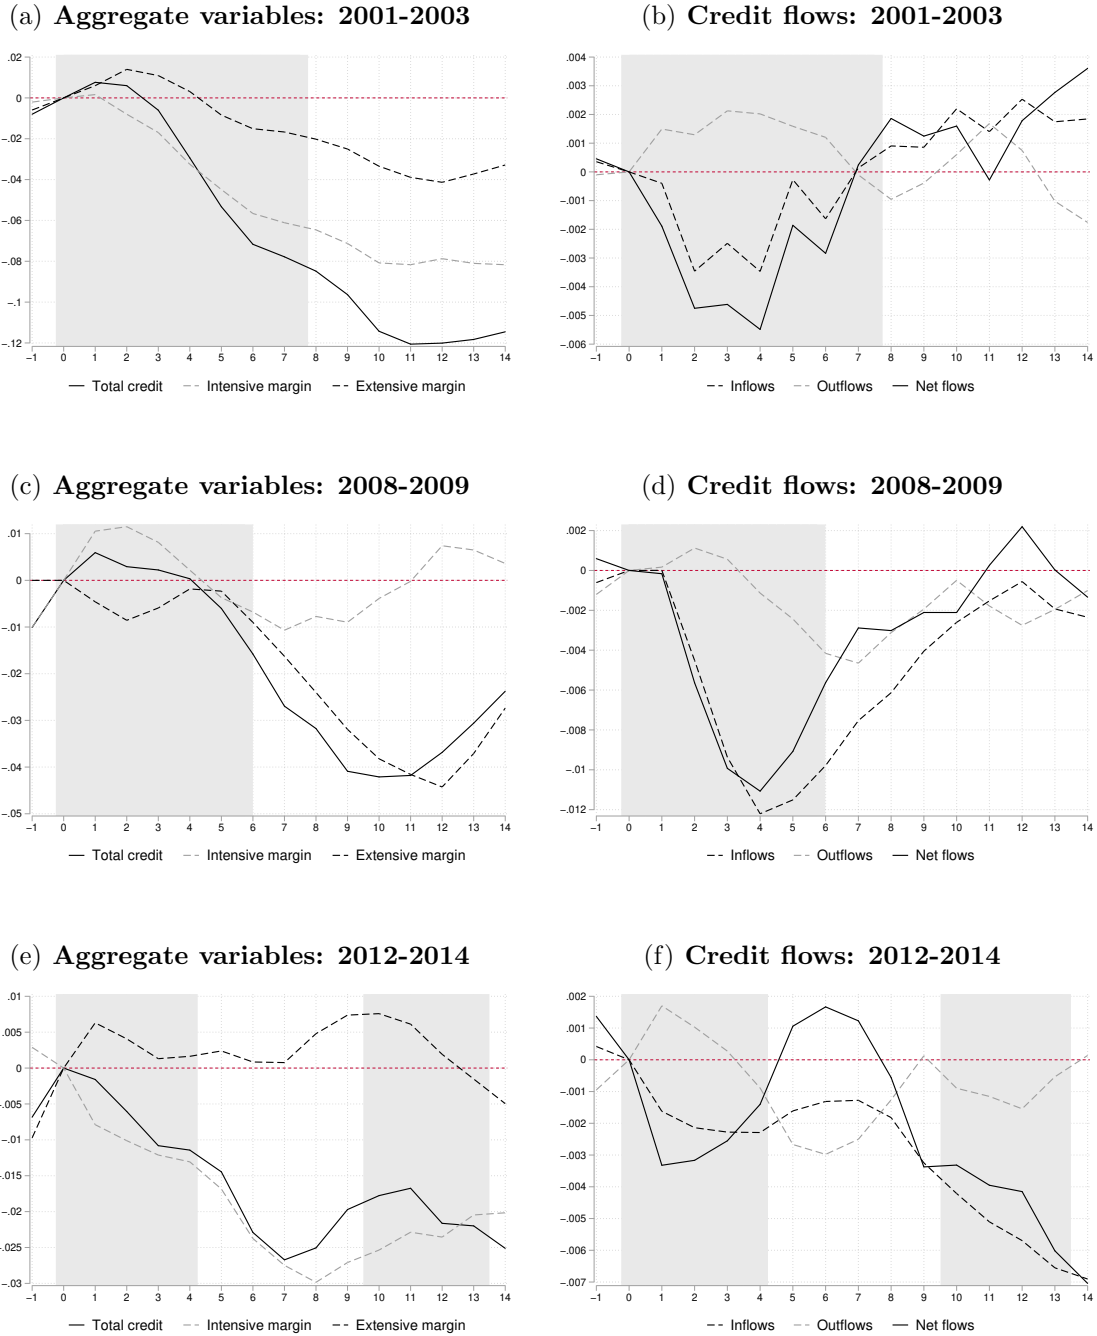 (a) Aggregate variables: 2001-2003
.02
0
-.02
-.04
-.06
-.08
-.1
-.12
-1 0 1 2 3 4 5 6 7 8 9 10 11 12 13 14
Total credit Intensive margin Extensive margin
(b) Credit flows: 2001-2003
.004
.003
.002
.001
0
-.001
-.002
-.003
-.004
-.005
-.006
-1 0 1 2 3 4 5 6 7 8 9 10 11 12 13 14
Inflows Outflows Net flows
(c) Aggregate variables: 2008-2009
.01
0
-.01
-.02
-.03
-.04
-.05
-1 0 1 2 3 4 5 6 7 8 9 10 11 12 13 14
Total credit Intensive margin Extensive margin
(d) Credit flows: 2008-2009
.002
0
-.002
-.004
-.006
-.008
-.01
-.012
-1 0 1 2 3 4 5 6 7 8 9 10 11 12 13 14
Inflows Outflows Net flows
(e) Aggregate variables: 2012-2014
.01
.005
0
-.005
-.01
-.015
-.02
-.025
-.03
-1 0 1 2 3 4 5 6 7 8 9 10 11 12 13 14
Total credit Intensive margin Extensive margin
(f) Credit flows: 2012-2014
.002
.001
0
-.001
-.002
-.003
-.004
-.005
-.006
-.007
-1 0 1 2 3 4 5 6 7 8 9 10 11 12 13 14
Inflows Outflows Net flows